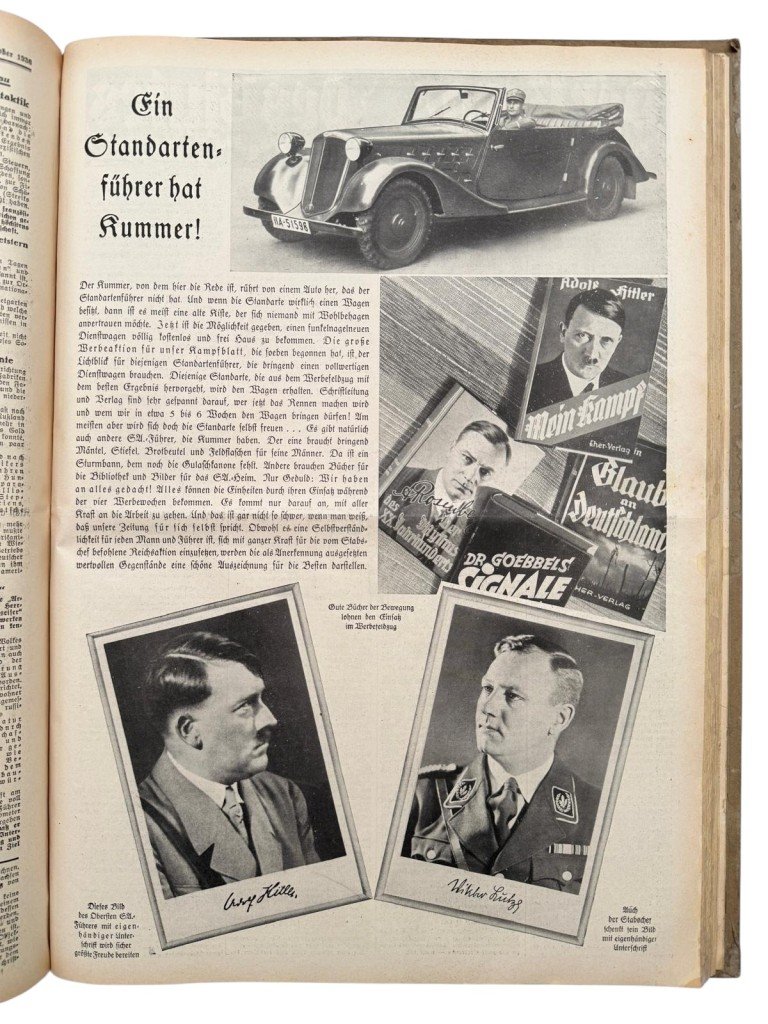 Ein
Standarten-
führer hat
Kummer!
HA-51596
Der Kummer, von dem hier die Rede ist, rührt von einem Auto her, das der
Standartenführer nicht hat. Und wenn die Standarte wirklich einen Wagen
besitzt, dann ist es meist eine alte Kiste, der sich niemand mit Wohlbehagen
anvertrauen möchte. Jetzt ist die Möglichkeit gegeben, einen funkelnagelneuen
Dienstwagen völlig kostenlos und frei Haus zu bekommen. Die große
Werbeaktion für unser Kampfblatt, die soeben begonnen hat, ist der
Lichtblick für diejenigen Standartenführer, die dringend einen vollwertigen
Dienstwagen brauchen. Diejenige Standarte, die aus dem Werbefeldzug mit
dem besten Ergebnis hervorgeht, wird den Wagen erhalten. Schriftleitung
und Verlag sind sehr gespannt darauf, wer jetzt das Rennen machen wird
und wem wir in etwa 5 bis 6 Wochen den Wagen bringen dürfen! Am
meisten aber wird sich doch die Standarte selbst freuen . . . Es gibt natürlich
auch andere SA.-Führer, die Kummer haben. Der eine braucht dringend
Mäntel, Stiefel, Brotbeutel und Feldflaschen für seine Männer. Da ist ein
Sturmbann, dem noch die Gulaschkanone fehlt. Andere brauchen Bücher für
die Bibliothek und Bilder für das SA.-Heim. Nur Geduld: Wir haben
an alles gedacht! Alles können die Einheiten durch ihren Einsatz während
der vier Werbewochen bekommen. Es kommt nur darauf an, mit aller
Kraft an die Arbeit zu gehen. Und das ist gar nicht so schwer, wenn man weiß,
daß unsere Zeitung für sich selbst spricht. Obwohl es eine Selbstverständ-
lichkeit für jeden Mann und Führer ist, sich mit ganzer Kraft für die vom Stabs-
chef befohlene Reichsaktion einzusetzen, werden die als Anerkennung ausgesetzten
wertvollen Gegenstände eine schöne Auszeichnung für die Besten darstellen.
Adolf Hitler
Mein Kampf
Eher-Verlag in
Der Mythus
des
XX. Jahrhunderts
Glaube
an
Deutschland
HER-VERLAG
DR. GOEBBELS'
SIGNALE
Gute Bücher der Bewegung
lohnen den Einsatz
im Werbefeldzug
Adolf Hitler
Viktor Lutze
Dieses Bild
des Obersten SA.-
Führers mit eigen-
händiger Unter-
schrift wird sicher
größte Freude bereiten
Auch
der Stabschef
schenkt sein Bild
mit eigenhändiger
Unterschrift